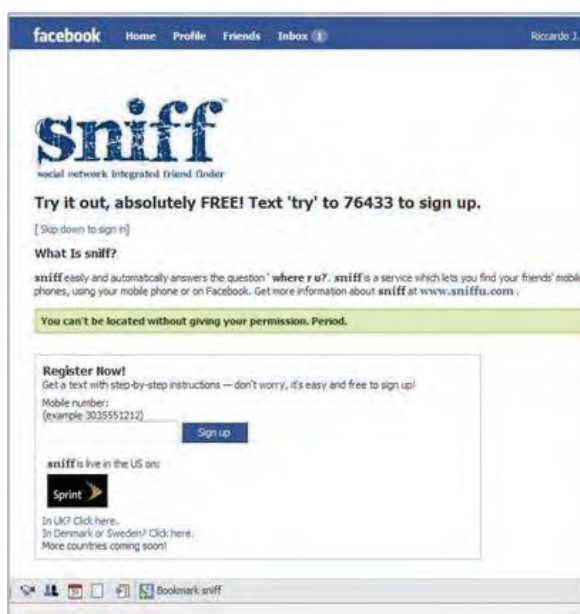 facebook Home Profile Friends Inbox 1 Riccardo J.
sniff
social network integrated friend finder
Try it out, absolutely FREE! Text 'try' to 76433 to sign up.
[Skip down to sign in]
What Is sniff?
sniff easily and automatically answers the question ' where r u?'. sniff is a service which lets you find your friends' mobile
phones, using your mobile phone or on Facebook. Get more information about sniff at www.sniffu.com .
You can't be located without giving your permission. Period.
Register Now!
Get a text with step-by-step instructions — don't worry, it's easy and free to sign up!
Mobile number:
(example 3035551212)
Sign up
sniff is live in the US on:
Sprint
In UK? Click here.
In Denmark or Sweden? Click here.
More countries coming soon!
Bookmark sniff